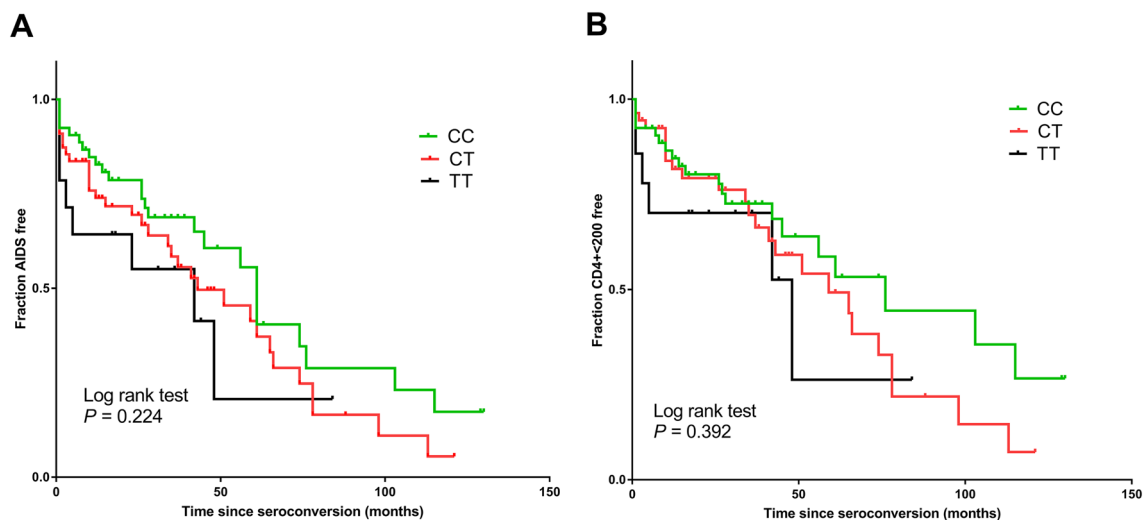 A
Fraction AIDS free
1.0
0.5
0.0
CC
CT
TT
Log rank test
P = 0.224
0
50
100
150
Time since seroconversion (months)
B
Fraction CD4+<200 free
1.0
0.5
0.0
CC
CT
TT
Log rank test
P = 0.392
0
50
100
150
Time since seroconversion (months)